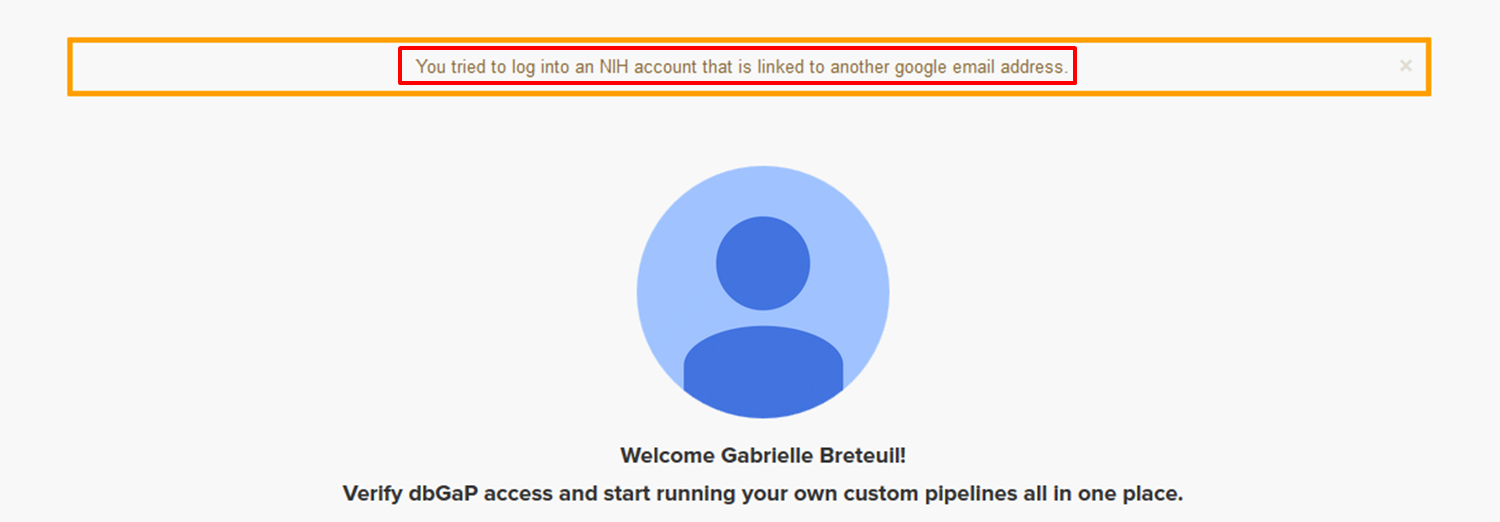 You tried to log into an NIH account that is linked to another google email address.
×
Welcome Gabrielle Breteuil!
Verify dbGaP access and start running your own custom pipelines all in one place.